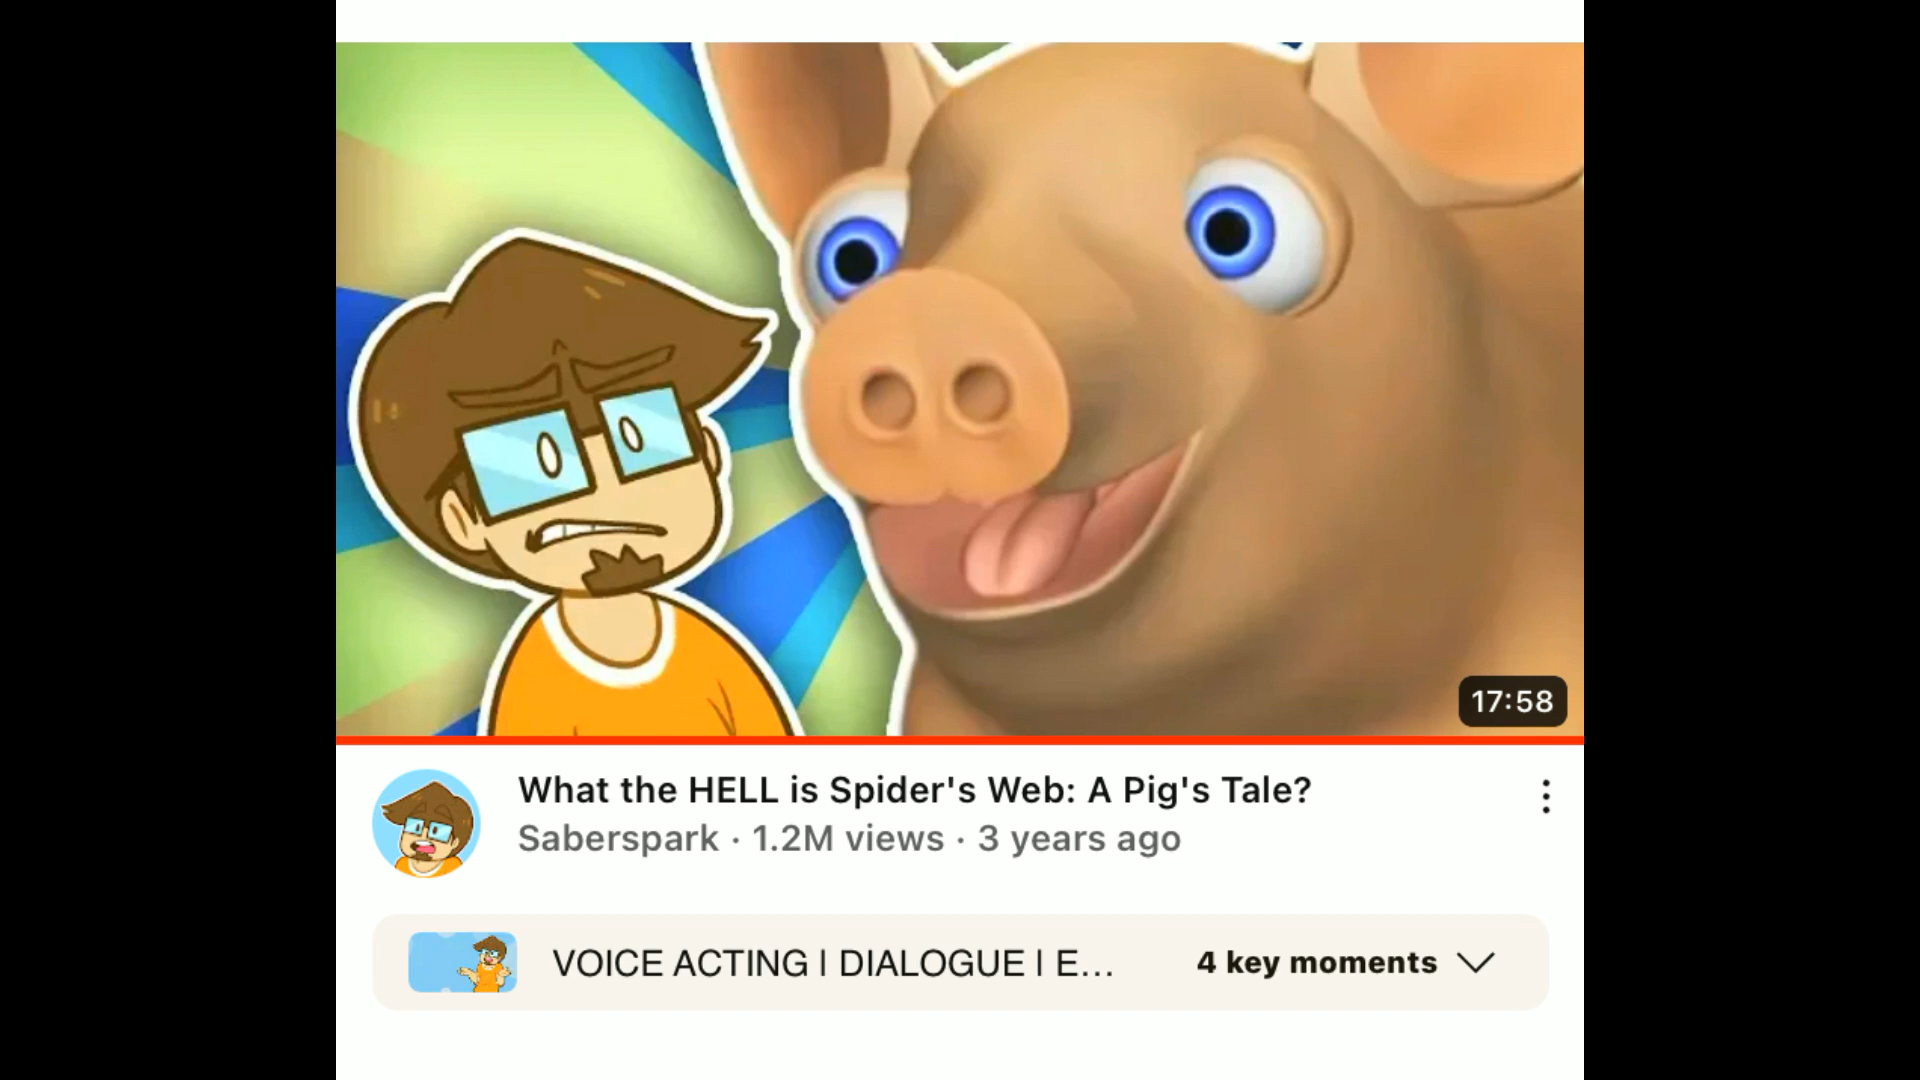 17:58
What the HELL is Spider's Web: A Pig's Tale?
Saberspark · 1.2M views · 3 years ago
VOICE ACTING | DIALOGUE | E... 4 key moments